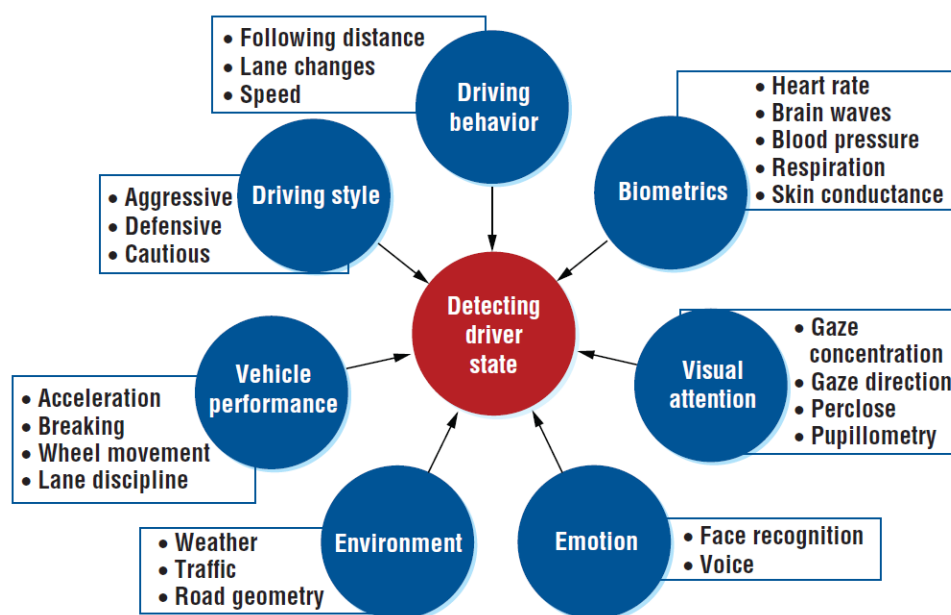 • Following distance
• Lane changes
• Speed
Driving
behavior
• Heart rate
• Brain waves
• Blood pressure
• Respiration
• Skin conductance
Biometrics
Driving style
• Aggressive
• Defensive
• Cautious
Detecting
driver
state
Visual
attention
• Gaze
concentration
• Gaze direction
• Perclose
• Pupillometry
Vehicle
performance
• Acceleration
• Breaking
• Wheel movement
• Lane discipline
Environment
• Weather
• Traffic
• Road geometry
Emotion
• Face recognition
• Voice